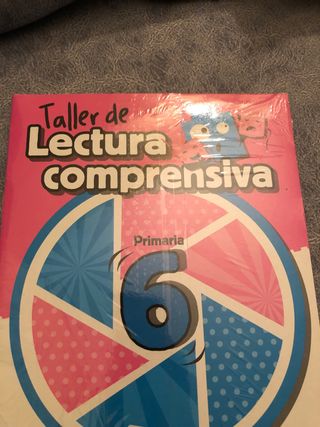 Taller de
Lectura
comprensiva
Primaria
6